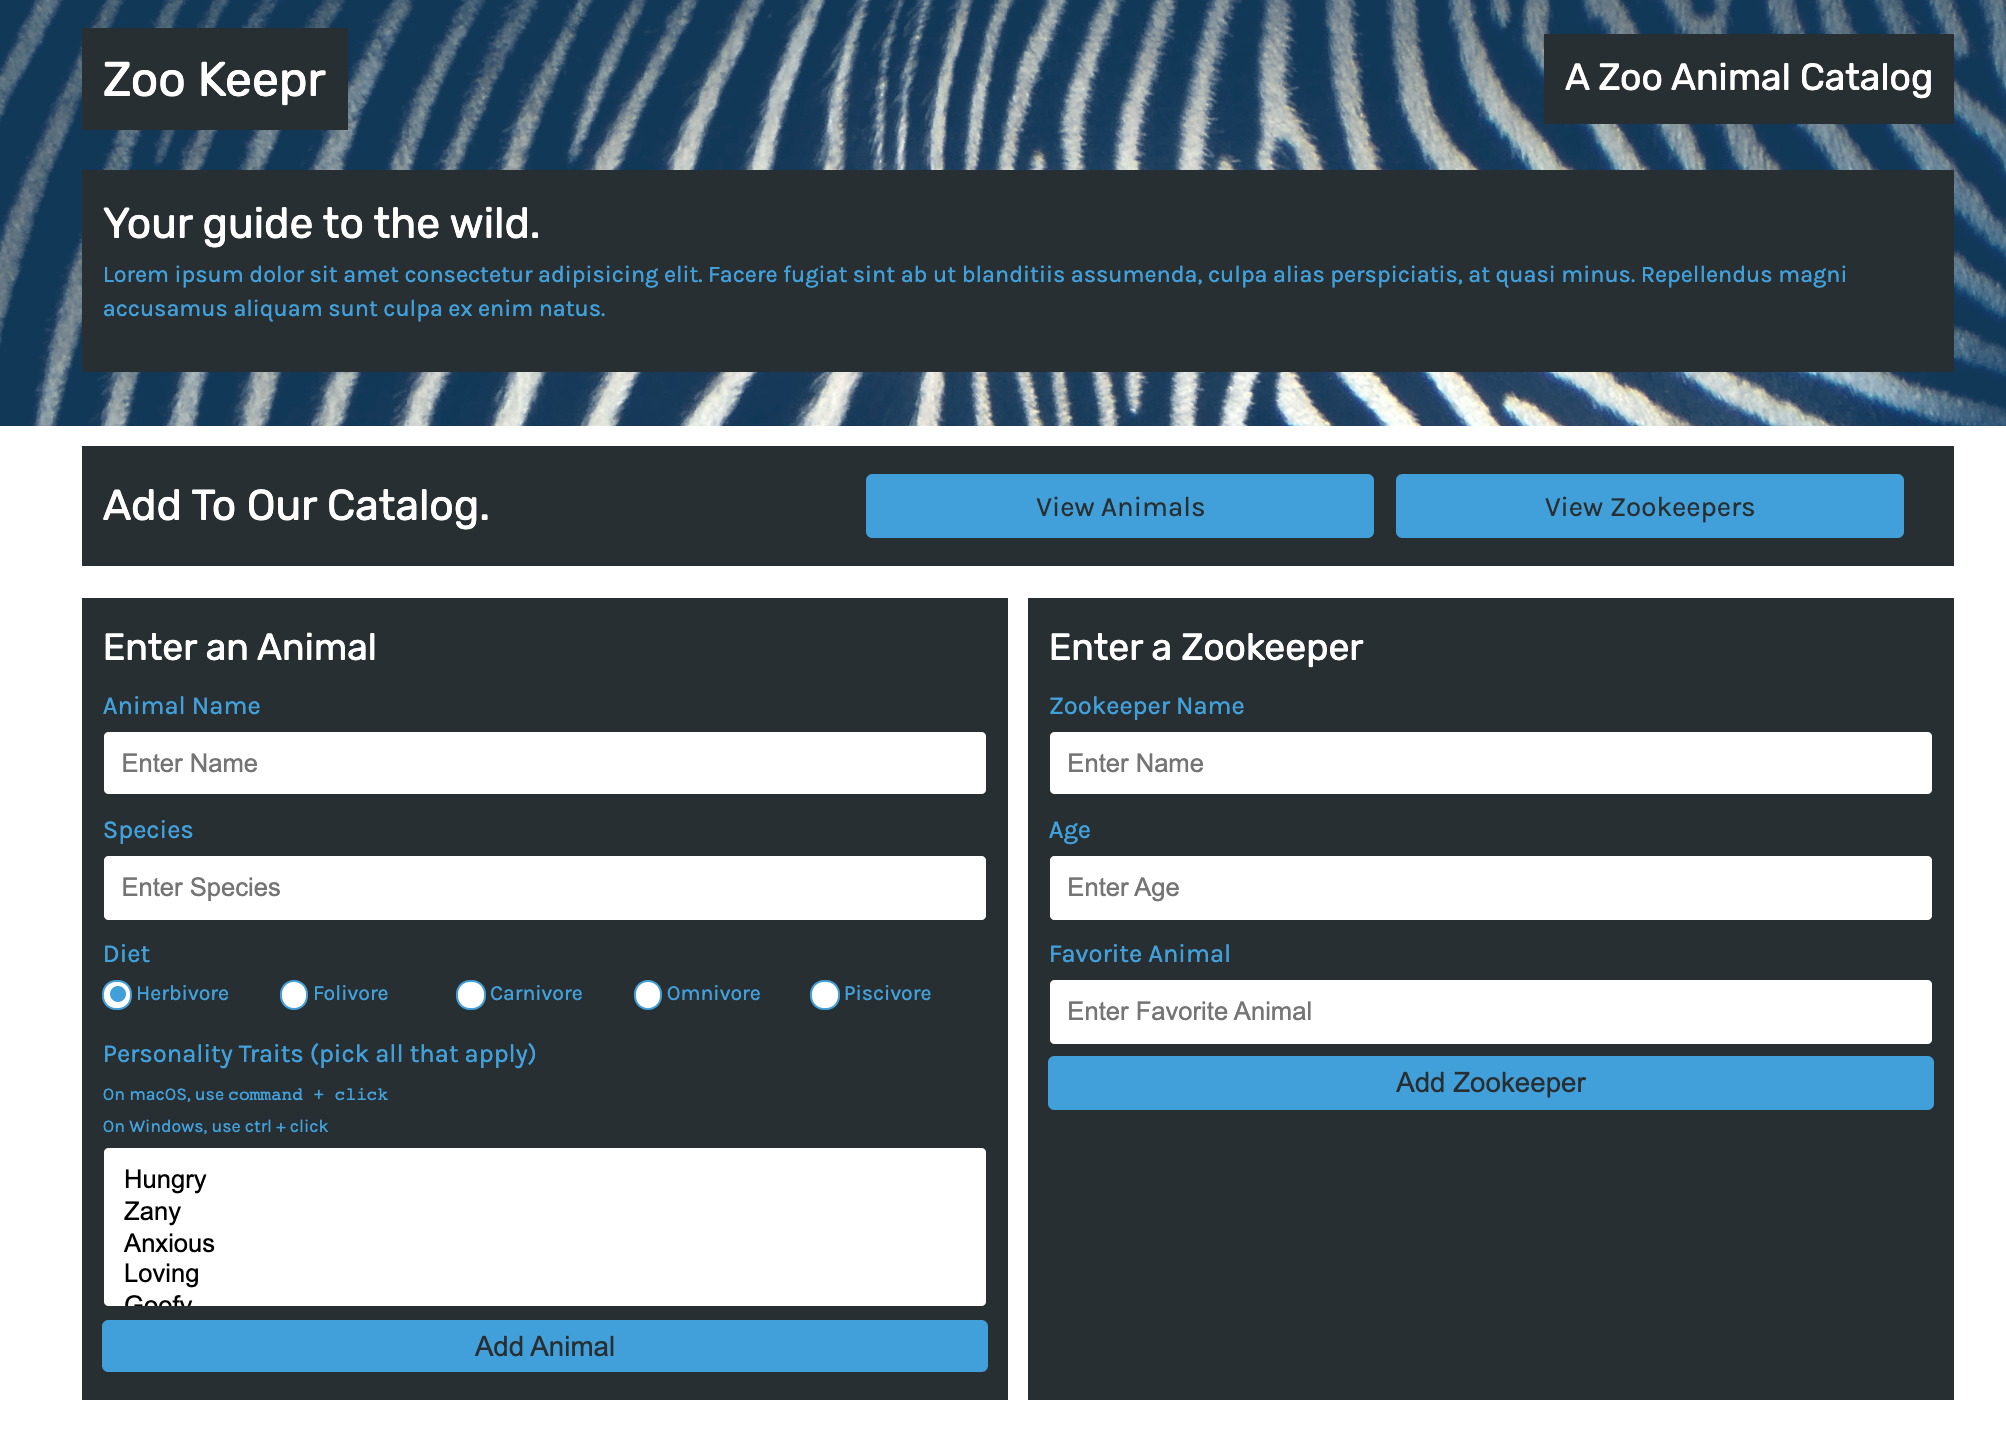 Zoo Keepr
A Zoo Animal Catalog
Your guide to the wild.
Lorem ipsum dolor sit amet consectetur adipisicing elit. Facere fugiat sint ab ut blanditiis assumenda, culpa alias perspiciatis, at quasi minus. Repellendus magni
accusamus aliquam sunt culpa ex enim natus.
Add To Our Catalog.
View Animals
View Zookeepers
Enter an Animal
Animal Name
Enter Name
Species
Enter Species
Diet
Herbivore Folivore Carnivore Omnivore Piscivore
Personality Traits (pick all that apply)
On macOS, use command + click
On Windows, use ctrl + click
Hungry
Zany
Anxious
Loving
Goofy
Add Animal
Enter a Zookeeper
Zookeeper Name
Enter Name
Age
Enter Age
Favorite Animal
Enter Favorite Animal
Add Zookeeper